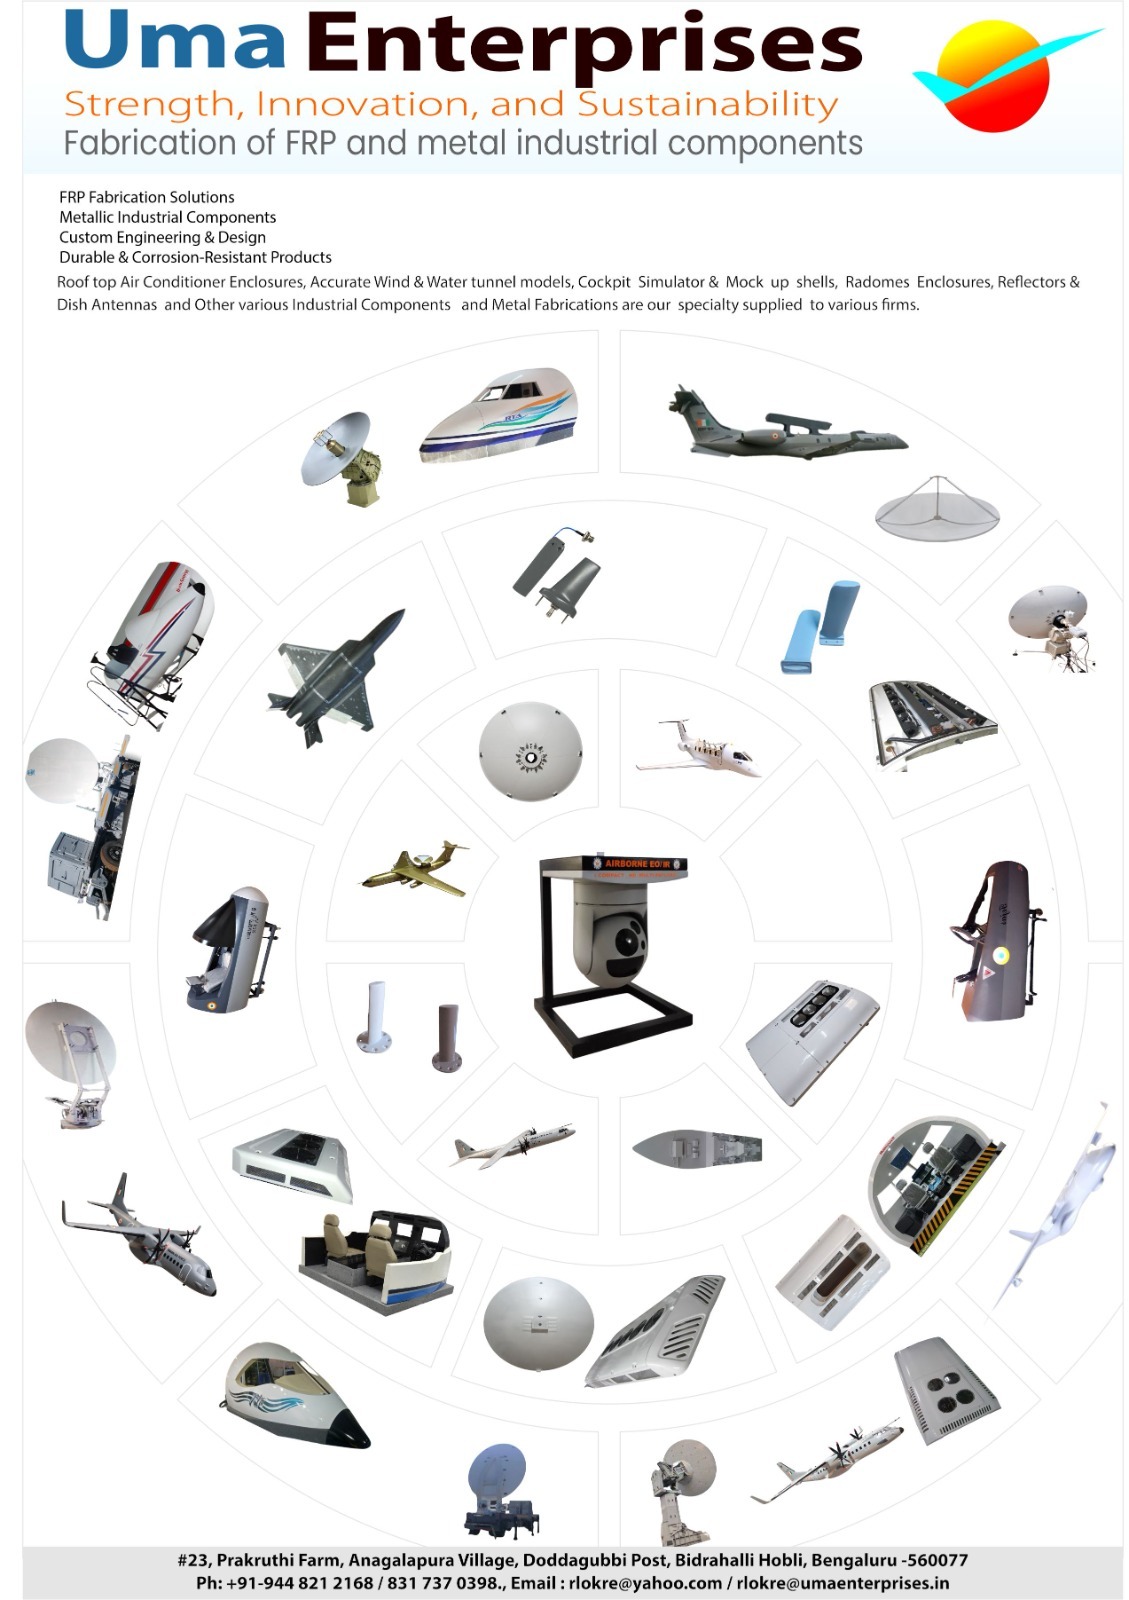 Uma Enterprises
Strength, Innovation, and Sustainability
Fabrication of FRP and metal industrial components
FRP Fabrication Solutions
Metallic Industrial Components
Custom Engineering & Design
Durable & Corrosion-Resistant Products
Roof top Air Conditioner Enclosures, Accurate Wind & Water tunnel models, Cockpit Simulator & Mock up shells, Radomes Enclosures, Reflectors &
Dish Antennas and Other various Industrial Components and Metal Fabrications are our specialty supplied to various firms.
AIRBORNE EO/IR
#23, Prakruthi Farm, Anagalapura Village, Doddagubbi Post, Bidrahalli Hobli, Bengaluru -560077
Ph: +91-944 821 2168 / 831 737 0398., Email : rlokre@yahoo.com / rlokre@umaenterprises.in